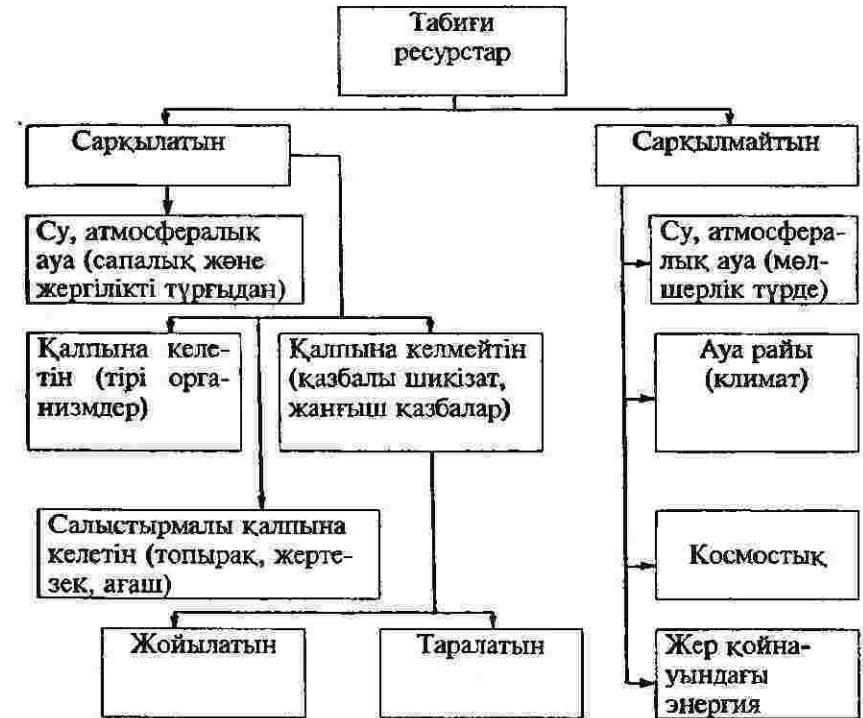 Табиғи
ресурстар
Сарқылатын
Сарқылмайтын
Су, атмосфералық
ауа (сапалық және
жергілікті тұрғыдан)
Су, атмосфера-
лық ауа (мөл-
шерлік түрде)
Қалпына келе-
тін (тірі орга-
низмдер)
Қалпына келмейтін
(қазбалы шикізат,
жанғыш қазбалар)
Ауа райы
(климат)
Салыстырмалы қалпына
келетін (топырақ, жерте-
зек, ағаш)
Космостық
Жойылатын
Таралатын
Жер қойна-
уындағы
энергия